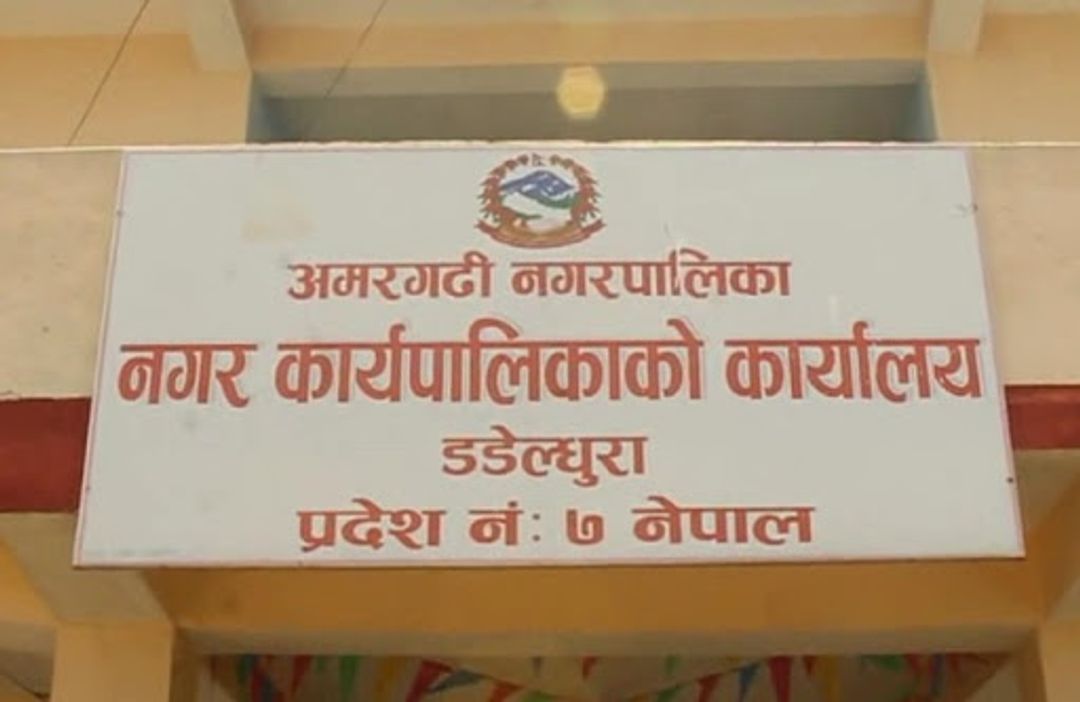 अमरगढी नगरपालिका
नगर कार्यपालिकाको कार्यालय
डडेल्धुरा
प्रदेश नं: ७ नेपाल